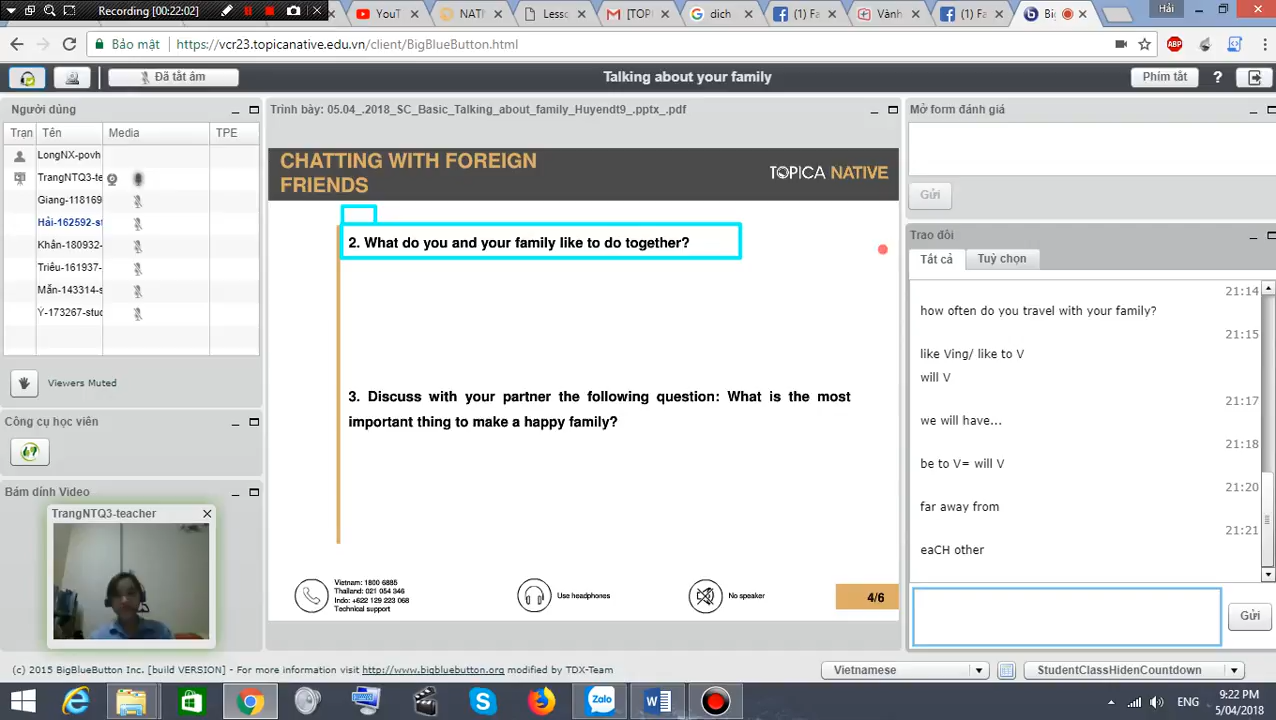 Recording [00:22:02]
YouT
NATI
Lesso
[TOPI
dich
(1) Fa
Vành
(1) Fa
Bi
Hải
Bảo mật
https://vcr23.topicanative.edu.vn/client/BigBlueButton.html
ABP
Đã tắt âm
Talking about your family
Phím tắt
?
Người dùng
Trạn Tên Media TPE
LongNX-povh
TrangNTQ3-te
Giang-118169
Hải-162592-st
Khẩn-180932-
Triều-161937-
Mẫn-143314-s
Ý-173267-stuc
Viewers Muted
Công cụ học viên
Bám dính Video
TrangNTQ3-teacher
Trình bày: 05.04_.2018_SC_Basic_Talking_about_family_Huyendt9_.pptx_.pdf
CHATTING WITH FOREIGN
FRIENDS
TOPICA NATIVE
2. What do you and your family like to do together?
3. Discuss with your partner the following question: What is the most
important thing to make a happy family?
Vietnam: 1800 6885
Thailand: 021 054 346
Indo: +622 129 223 068
Technical support
Use headphones
No speaker
4/6
Mở form đánh giá
Gửi
Trao đổi
Tất cả
Tuỳ chọn
21:14
how often do you travel with your family?
21:15
like Ving/ like to V
will V
21:17
we will have...
21:18
be to V= will V
21:20
far away from
21:21
eaCH other
Gửi
(c) 2015 BigBlueButton Inc. [build VERSION] - For more information visit http://www.bigbluebutton.org modified by TDX-Team
Vietnamese
StudentClassHidenCountdown
Zalo
ENG
9:22 PM
5/04/2018